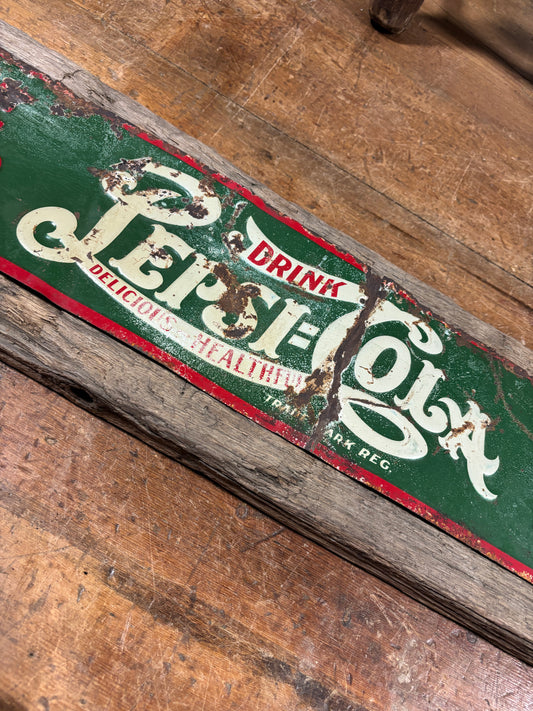 DRINK
PEPSI=COLA
DELICIOUS HEALTHFUL
TRADE MARK REG.